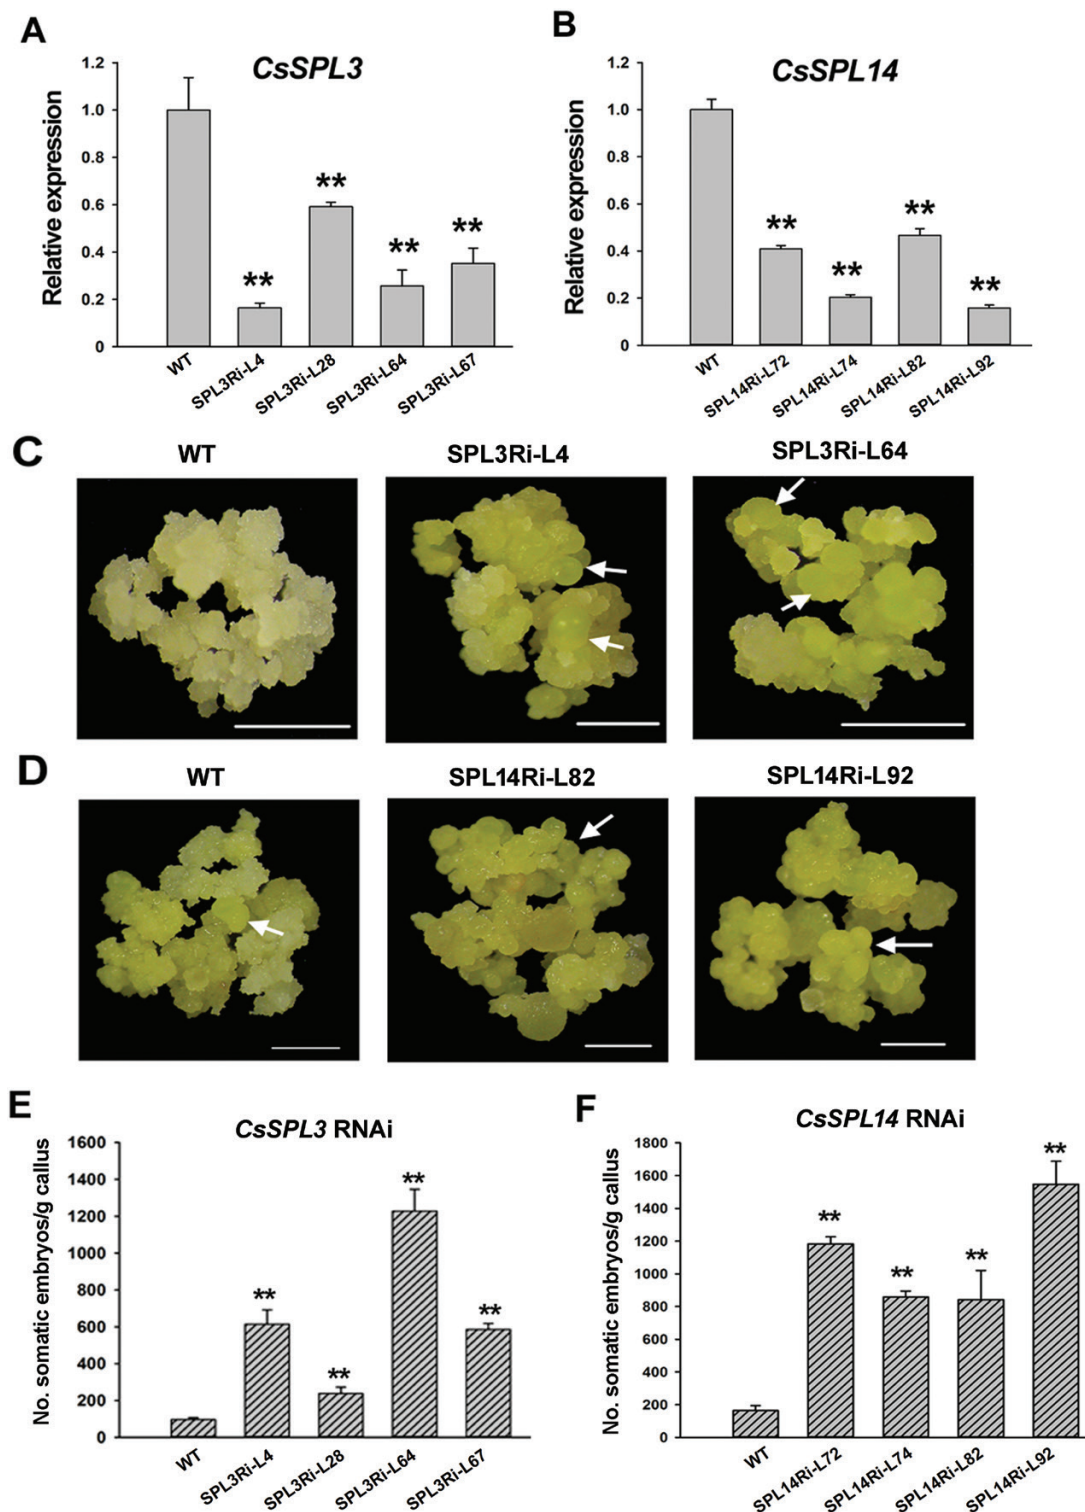 A
CsSPL3
Relative expression
1.2
1.0
0.8
0.6
0.4
0.2
0
**
**
**
**
WT
SPL3Ri-L4
SPL3Ri-L28
SPL3Ri-L64
SPL3Ri-L67
B
CsSPL14
Relative expression
1.2
1.0
0.8
0.6
0.4
0.2
0
**
**
**
**
WT
SPL14Ri-L72
SPL14Ri-L74
SPL14Ri-L82
SPL14Ri-L92
C
WT
SPL3Ri-L4
SPL3Ri-L64
D
WT
SPL14Ri-L82
SPL14Ri-L92
E
CsSPL3 RNAi
No. somatic embryos/g callus
1600
1400
1200
1000
800
600
400
200
0
**
**
**
**
WT
SPL3Ri-L4
SPL3Ri-L28
SPL3Ri-L64
SPL3Ri-L67
F
CsSPL14 RNAi
No. somatic embryos/g callus
1800
1600
1400
1200
1000
800
600
400
200
0
**
**
**
**
WT
SPL14Ri-L72
SPL14Ri-L74
SPL14Ri-L82
SPL14Ri-L92